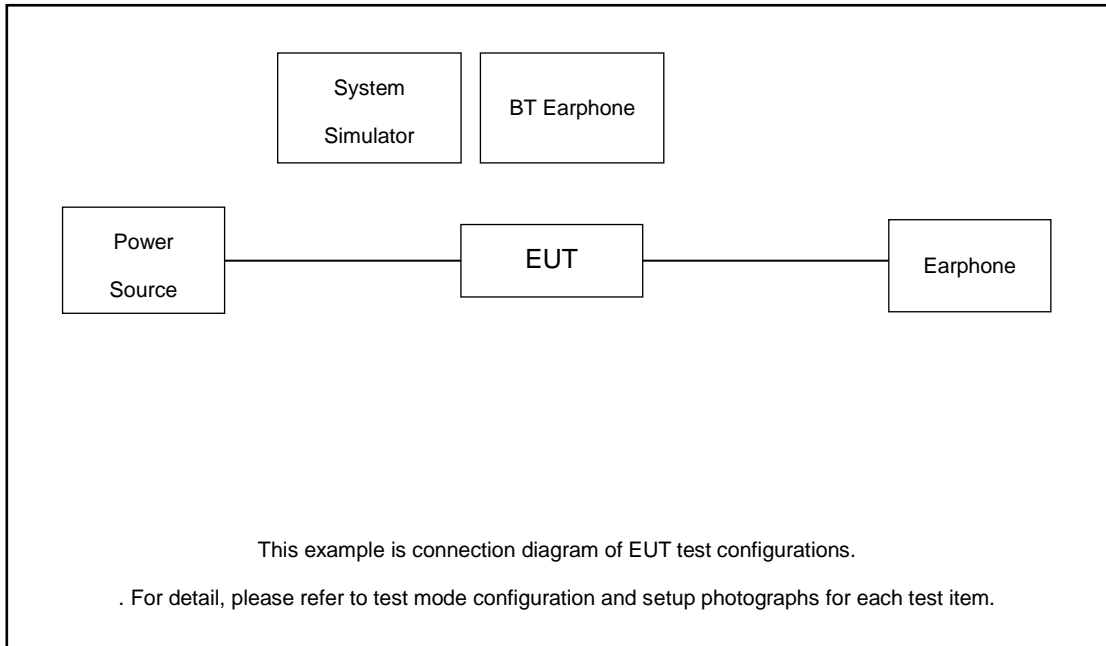 System
Simulator
BT Earphone
Power
Source
EUT
Earphone
This example is connection diagram of EUT test configurations.
. For detail, please refer to test mode configuration and setup photographs for each test item.